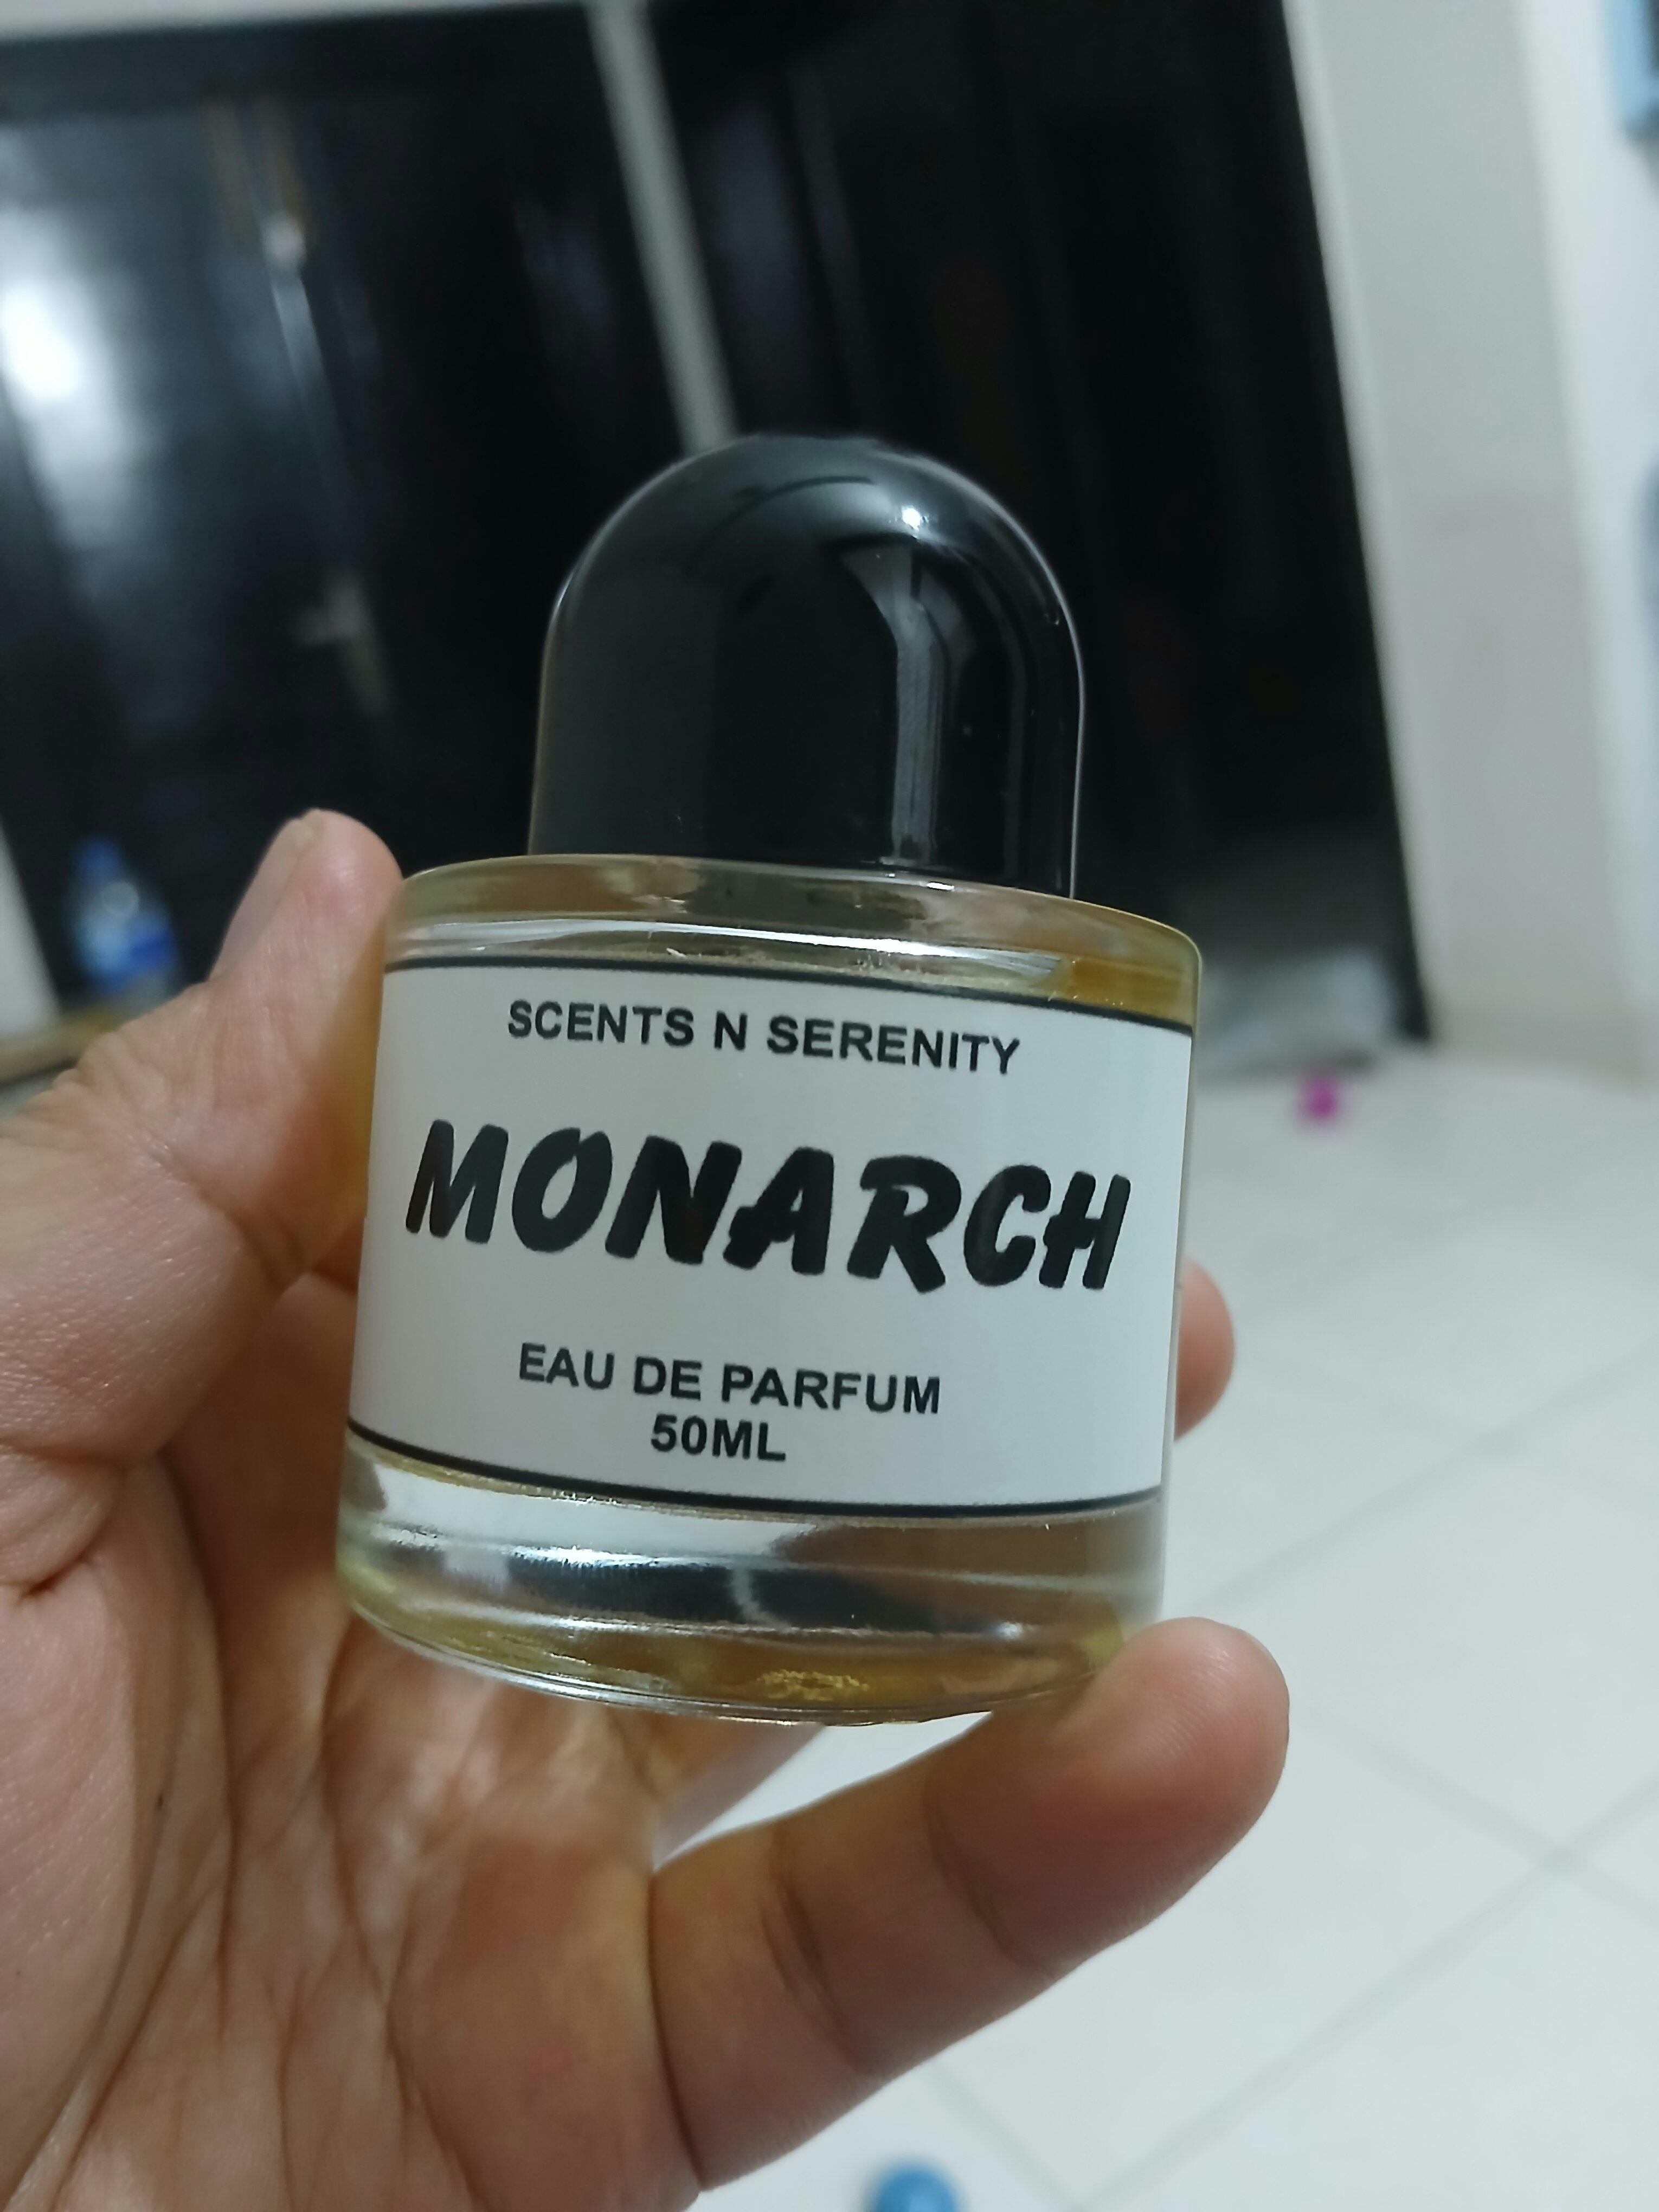 SCENTS N SERENITY
MONARCH
EAU DE PARFUM
50ML